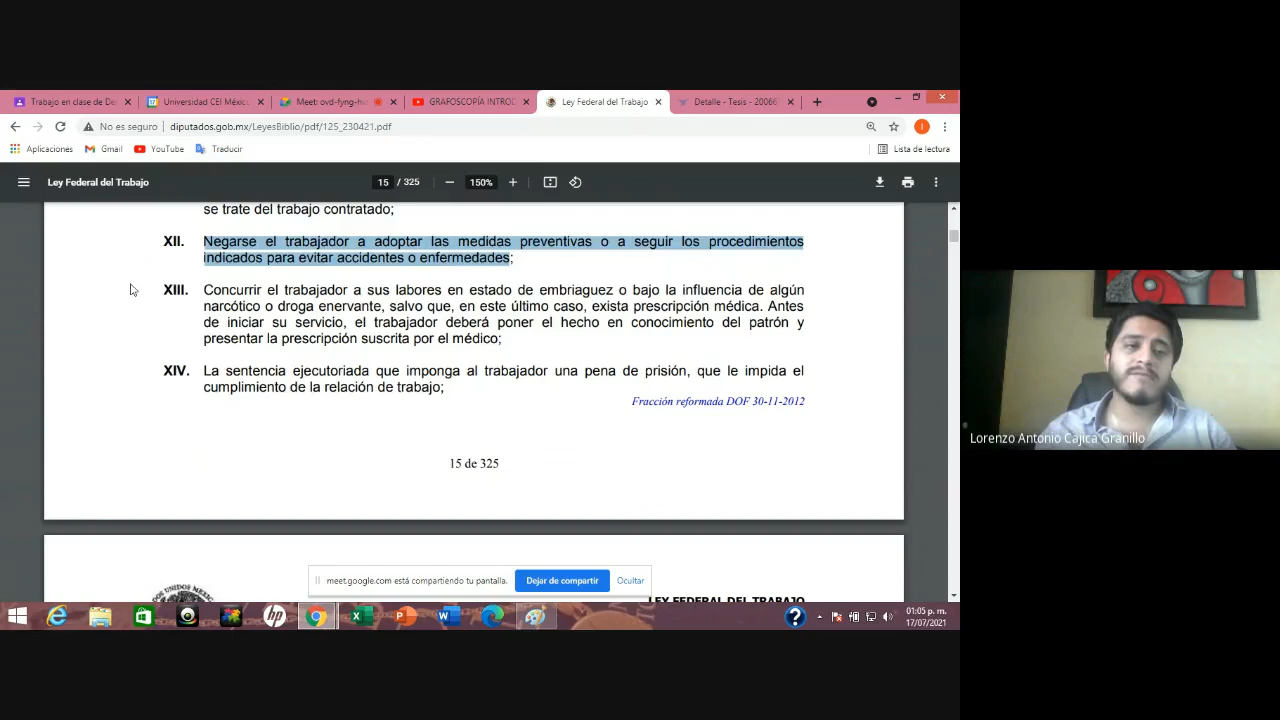 Trabajo en clase de De
Universidad CEI México
Meet: ovd-fyng-h
GRAFOSCOPÍA INTROD
Ley Federal del Trabajo
Detalle - Tesis - 20066
No es seguro
deputados.gob.mx/LeyesBiblio/pdf/125_230421.pdf
Aplicaciones
Gmail
YouTube
Traducir
Lista de lectura
Ley Federal del Trabajo
15 / 325
150%
se trate del trabajo contratado;
XII. Negarse el trabajador a adoptar las medidas preventivas o a seguir los procedimientos
indicados para evitar accidentes o enfermedades;
XIII. Concurrir el trabajador a sus labores en estado de embriaguez o bajo la influencia de algún
narcótico o droga enervante, salvo que, en este último caso, exista prescripción médica. Antes
de iniciar su servicio, el trabajador deberá poner el hecho en conocimiento del patrón y
presentar la prescripción suscrita por el médico;
XIV. La sentencia ejecutoriada que imponga al trabajador una pena de prisión, que le impida el
cumplimiento de la relación de trabajo;
Fracción reformada DOF 30-11-2012
15 de 325
Lorenzo Antonio Cajica Granillo
meet.google.com está compartiendo tu pantalla.
Dejar de compartir
Ocultar
LEY FEDERAL DEL TRABAJO
01:05 p. m.
17/07/2021